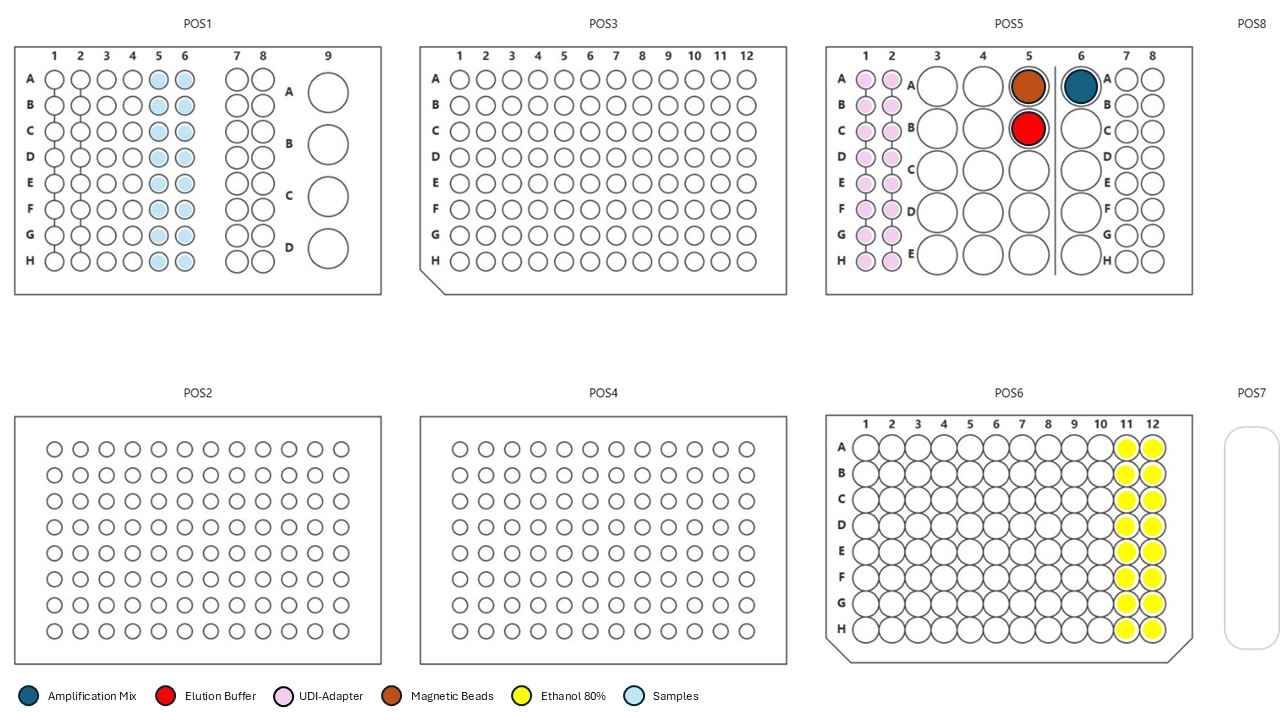 POS1
POS3
POS5
POS8
1 2 3 4 5 6 7 8 9
A
B
C
D
E
F
G
H
A
B
C
D
1 2 3 4 5 6 7 8 9 10 11 12
A
B
C
D
E
F
G
H
1 2 3 4 5 6 7 8
A
B
C
D
E
F
G
H
A
B
C
D
E
A
B
C
D
E
F
G
H
POS2
POS4
POS6
POS7
1 2 3 4 5 6 7 8 9 10 11 12
A
B
C
D
E
F
G
H
Amplification Mix Elution Buffer UDI-Adapter Magnetic Beads Ethanol 80% Samples